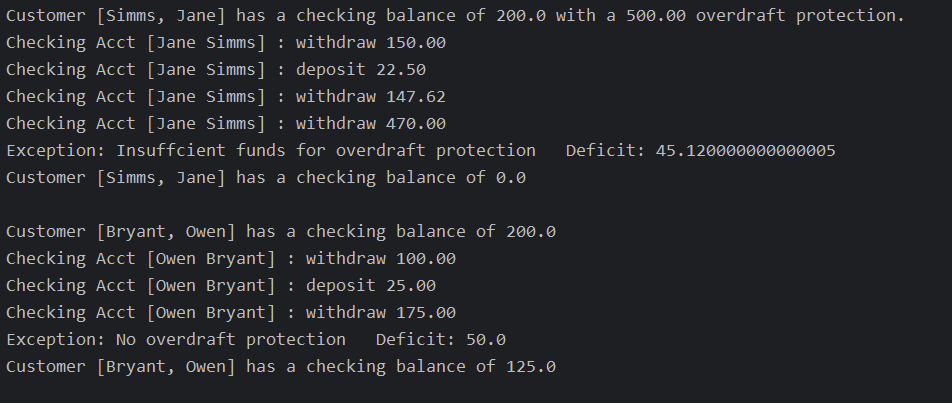 Customer [Simms, Jane] has a checking balance of 200.0 with a 500.00 overdraft protection.
Checking Acct [Jane Simms] : withdraw 150.00
Checking Acct [Jane Simms] : deposit 22.50
Checking Acct [Jane Simms] : withdraw 147.62
Checking Acct [Jane Simms] : withdraw 470.00
Exception: Insuffcient funds for overdraft protection   Deficit: 45.120000000000005
Customer [Simms, Jane] has a checking balance of 0.0

Customer [Bryant, Owen] has a checking balance of 200.0
Checking Acct [Owen Bryant] : withdraw 100.00
Checking Acct [Owen Bryant] : deposit 25.00
Checking Acct [Owen Bryant] : withdraw 175.00
Exception: No overdraft protection   Deficit: 50.0
Customer [Bryant, Owen] has a checking balance of 125.0